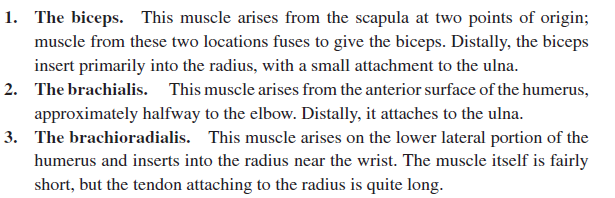 1. The biceps. This muscle arises from the scapula at two points of origin;
muscle from these two locations fuses to give the biceps. Distally, the biceps
insert primarily into the radius, with a small attachment to the ulna.
2. The brachialis. This muscle arises from the anterior surface of the humerus,
approximately halfway to the elbow. Distally, it attaches to the ulna.
3. The brachioradialis. This muscle arises on the lower lateral portion of the
humerus and inserts into the radius near the wrist. The muscle itself is fairly
short, but the tendon attaching to the radius is quite long.